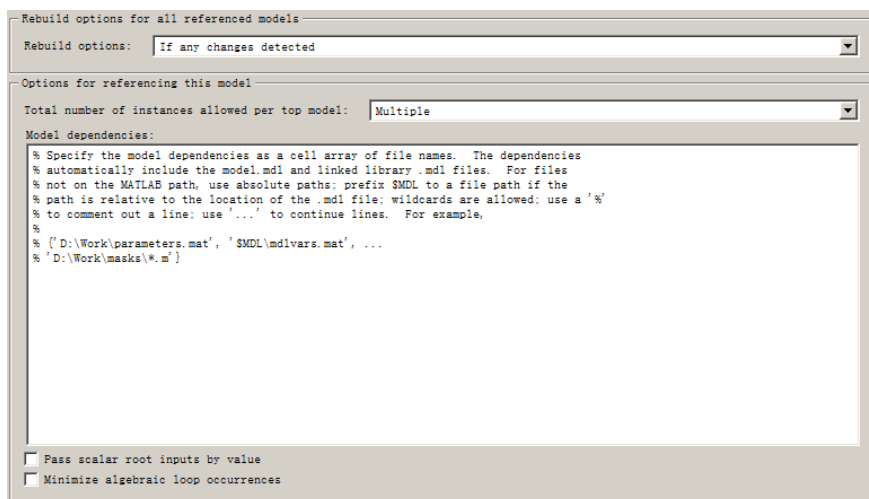 Rebuild options for all referenced models
Rebuild options: If any changes detected
Options for referencing this model
Total number of instances allowed per top model: Multiple
Model dependencies:
% Specify the model dependencies as a cell array of file names.  The dependencies
% automatically include the model.mdl and linked library .mdl files.  For files
% not on the MATLAB path, use absolute paths; prefix $MDL to a file path if the
% path is relative to the location of the .mdl file; wildcards are allowed; use a '%'
% to comment out a line; use '...' to continue lines.  For example,
%
% {'D:\Work\parameters.mat', '$MDL\mdlvars.mat', ...
% 'D:\Work\masks\*.m'}
Pass scalar root inputs by value
Minimize algebraic loop occurrences